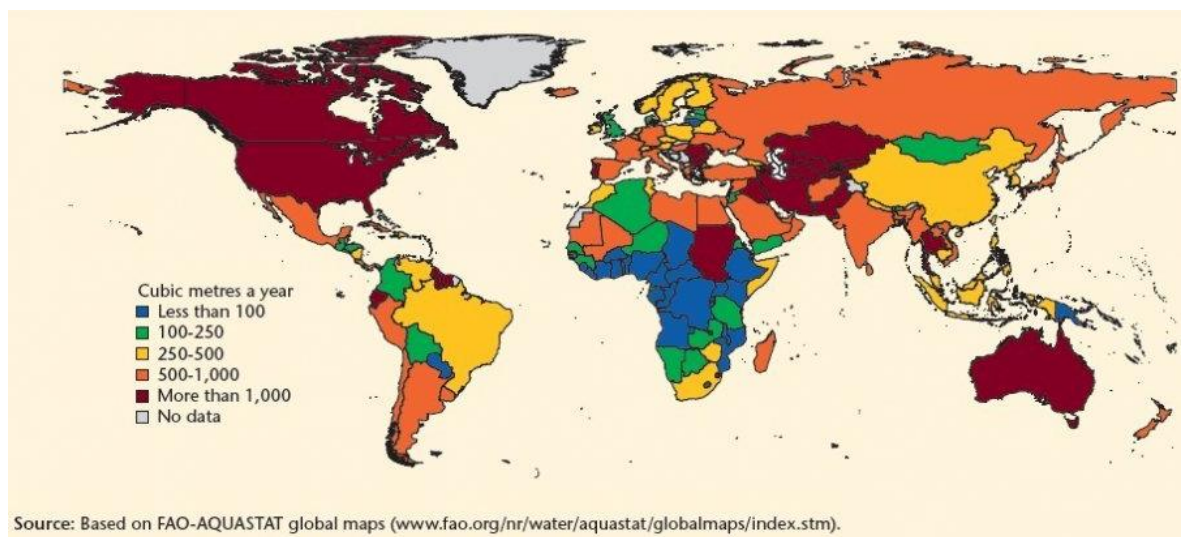 Cubic metres a year
Less than 100
100-250
250-500
500-1,000
More than 1,000
No data
Source: Based on FAO-AQUASTAT global maps (www.fao.org/nr/water/aquastat/globalmaps/index.stm).